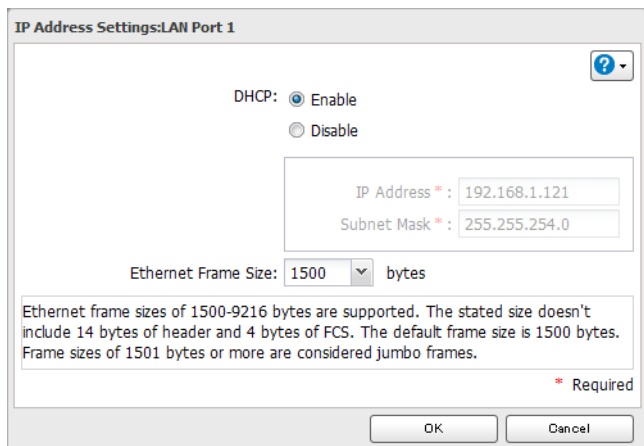 IP Address Settings:LAN Port 1
?
DHCP: Enable
Disable
IP Address * : 192.168.1.121
Subnet Mask * : 255.255.254.0
Ethernet Frame Size: 1500 bytes
Ethernet frame sizes of 1500-9216 bytes are supported. The stated size doesn't
include 14 bytes of header and 4 bytes of FCS. The default frame size is 1500 bytes.
Frame sizes of 1501 bytes or more are considered jumbo frames.
* Required
OK Cancel